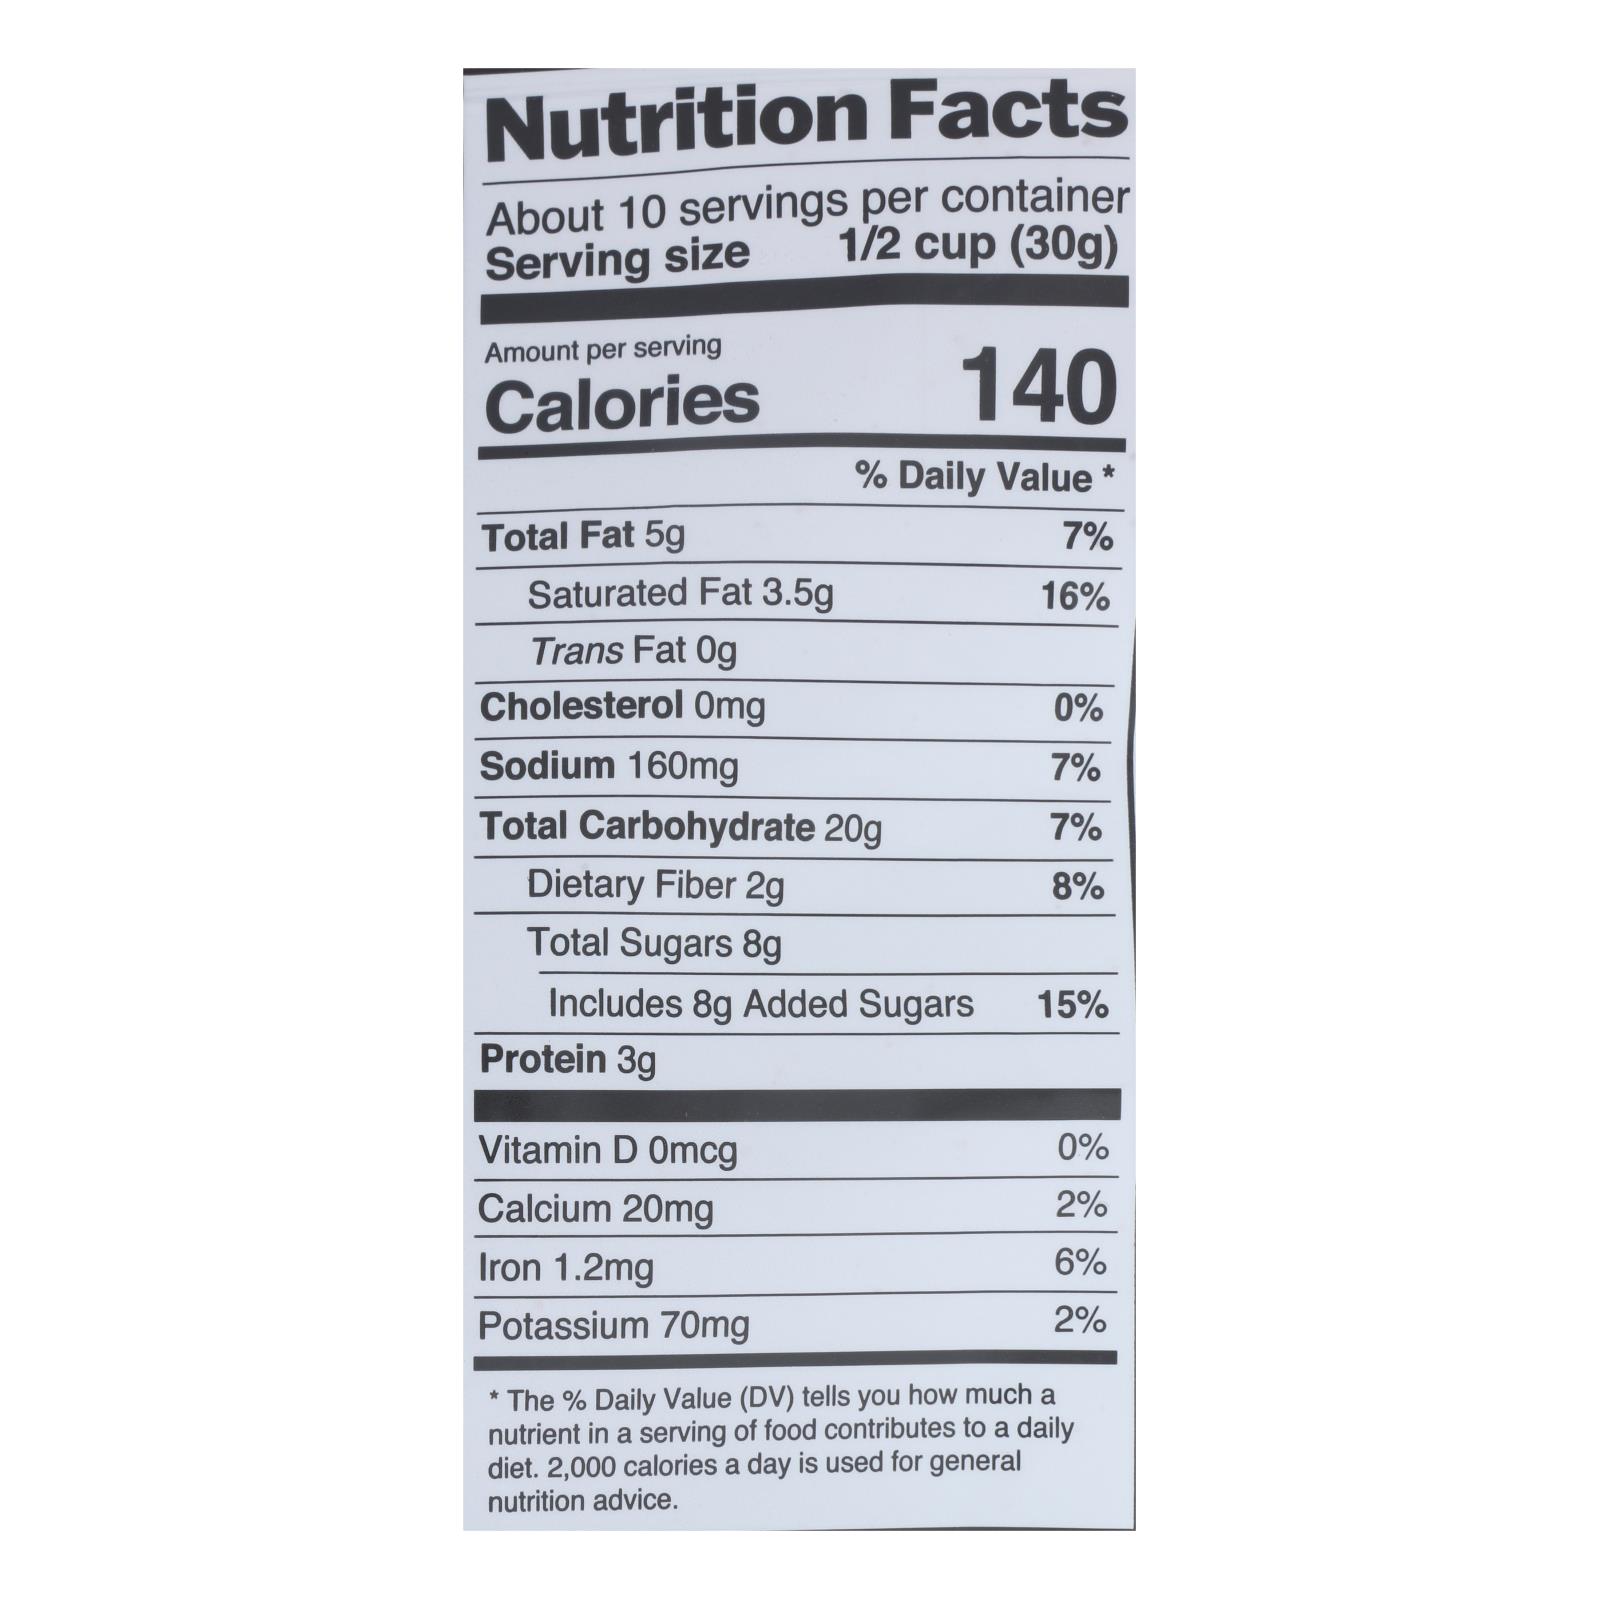 Nutrition Facts
About 10 servings per container
Serving size 1/2 cup (30g)
Amount per serving
Calories 140
% Daily Value *
Total Fat 5g 7%
Saturated Fat 3.5g 16%
Trans Fat 0g
Cholesterol 0mg 0%
Sodium 160mg 7%
Total Carbohydrate 20g 7%
Dietary Fiber 2g 8%
Total Sugars 8g
Includes 8g Added Sugars 15%
Protein 3g
Vitamin D 0mcg 0%
Calcium 20mg 2%
Iron 1.2mg 6%
Potassium 70mg 2%
* The % Daily Value (DV) tells you how much a
nutrient in a serving of food contributes to a daily
diet. 2,000 calories a day is used for general
nutrition advice.